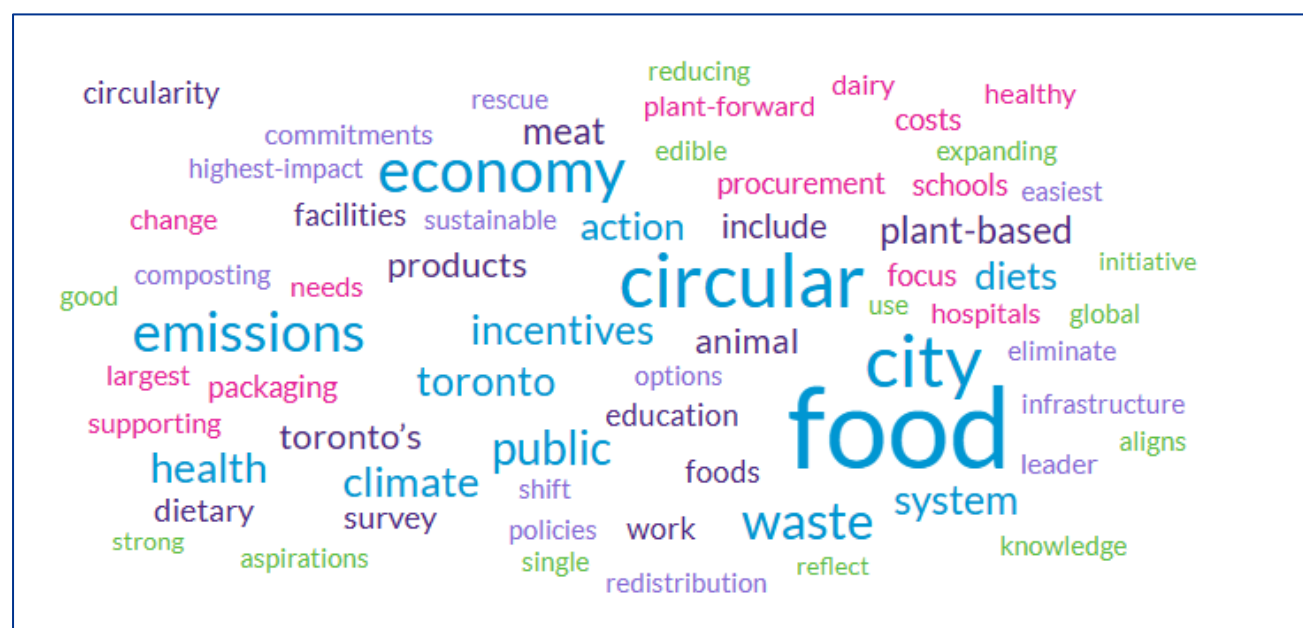 reducing
circularity
rescue
plant-forward
dairy
healthy
commitments
meat
costs
highest-impact
economy
edible
expanding
procurement
schools
easiest
change
facilities
sustainable
action
include
plant-based
composting
needs
products
circular
focus
diets
initiative
good
use
hospitals
global
emissions
incentives
animal
city
eliminate
largest
packaging
toronto
options
food
infrastructure
supporting
toronto’s
education
aligns
health
climate
public
foods
leader
shift
system
dietary
survey
policies
work
waste
strong
aspirations
single
reflect
knowledge
redistribution